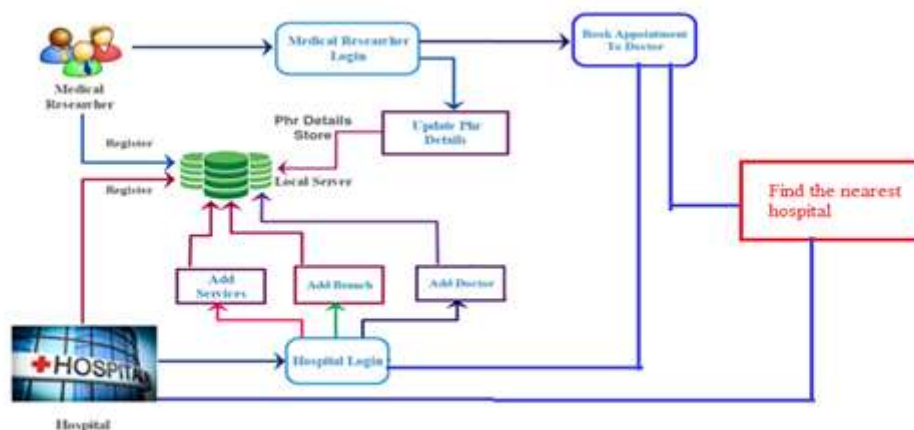 Medical
Researcher
Medical Researcher
Login
Book Appointment
To Doctor
Phr Details
Store
Update Phr
Details
Register
Register
Local Server
Find the nearest
hospital
Add
Services
Add Branch
Add Doctor
HOSPITA
Hospital Login
Hospital